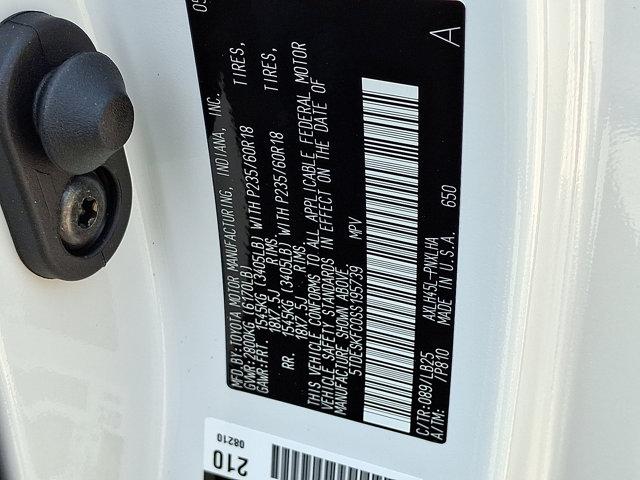 MFD.BY:TOYOTA MOTOR MANUFACTURING, INDIANA, INC.
GVWR:2800KG (6170LB)
GAWR:FRT. 1545KG (3405LB) WITH P235/60R18 TIRES,
18X7.5J RIMS
RR. 1545KG (3405LB) WITH P235/60R18 TIRES,
18X7.5J RIMS
THIS VEHICLE CONFORMS TO ALL APPLICABLE FEDERAL MOTOR
VEHICLE SAFETY STANDARDS IN EFFECT ON THE DATE OF
MANUFACTURE SHOWN ABOVE.
5TDESKFC0SS195739 MPV
A
C/TR:089/LB25 AXLH45L-PNXLHA
A/TM: /P810 MADE IN U.S.A. 650
210
08210